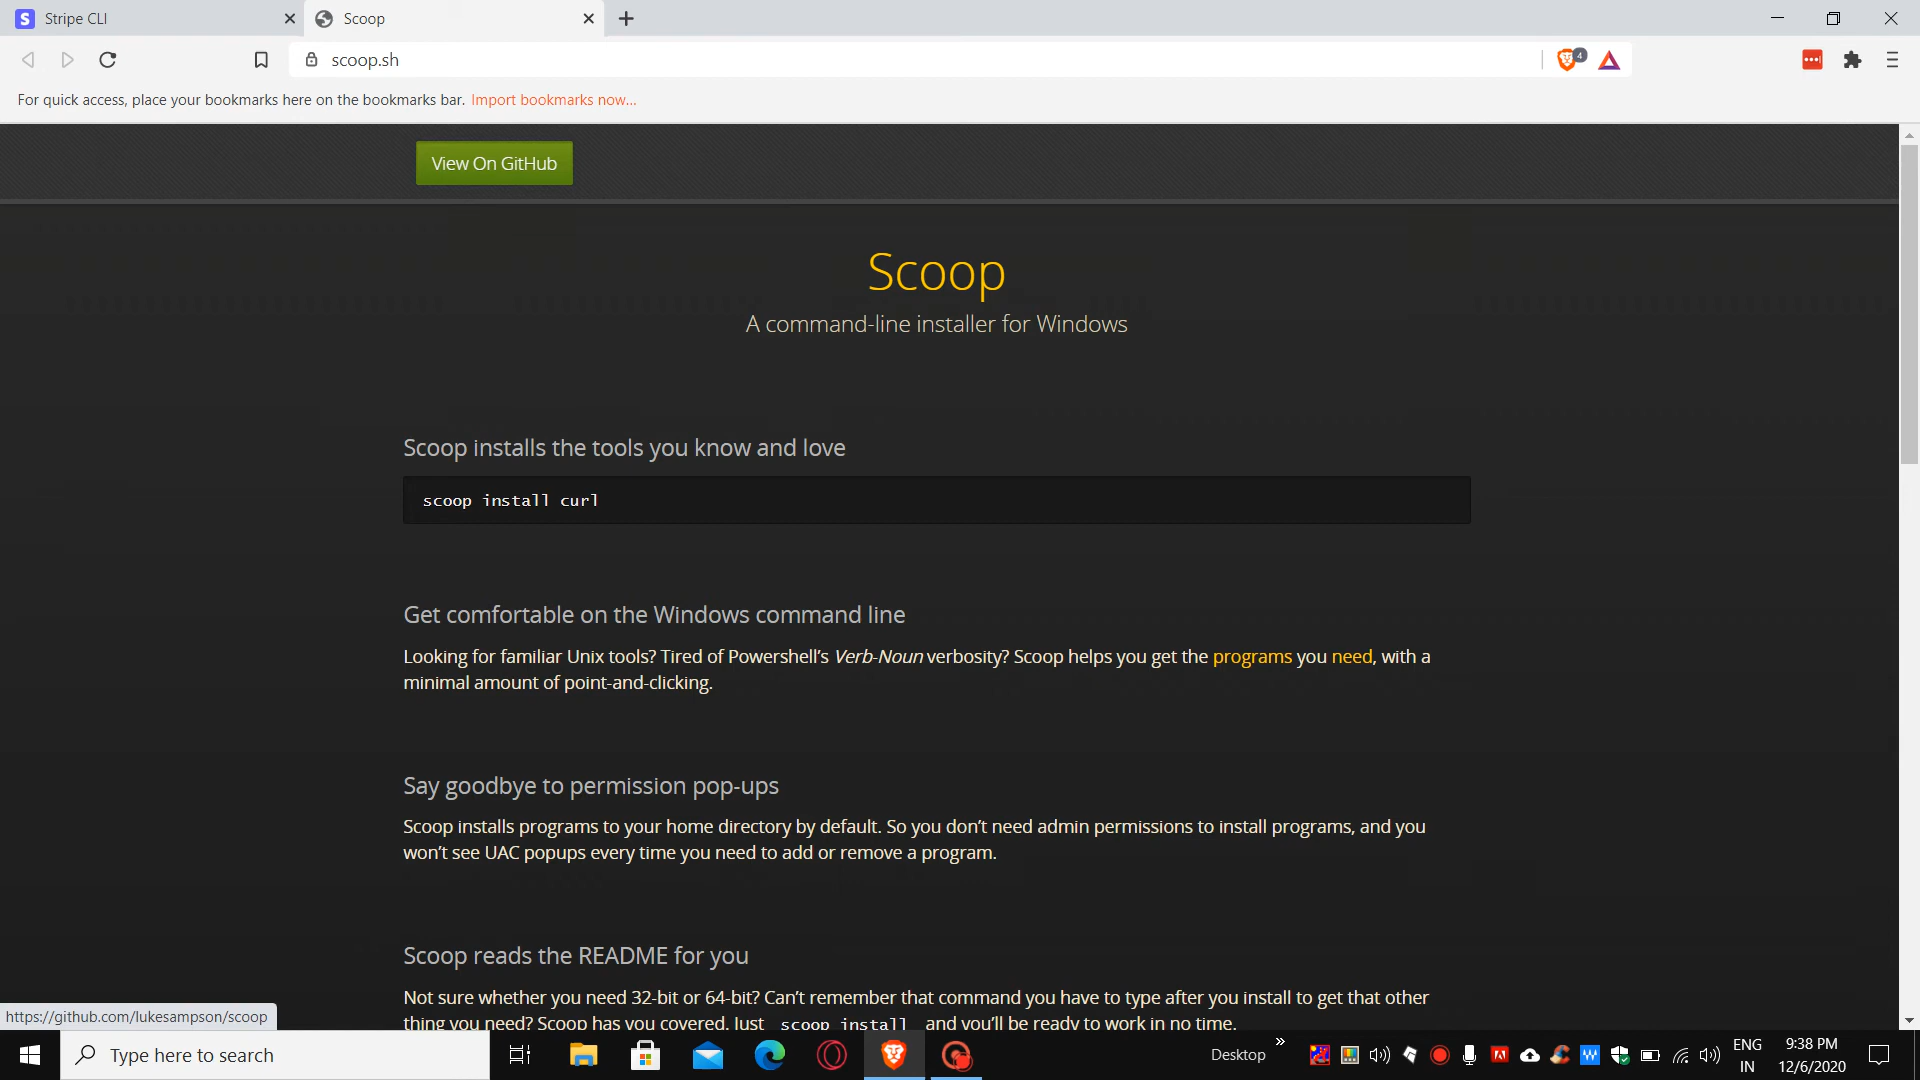 Stripe CLI
Scoop
scoop.sh
4
For quick access, place your bookmarks here on the bookmarks bar. Import bookmarks now...
View On GitHub
Scoop
A command-line installer for Windows
Scoop installs the tools you know and love
scoop install curl
Get comfortable on the Windows command line
Looking for familiar Unix tools? Tired of Powershell’s Verb-Noun verbosity? Scoop helps you get the programs you need, with a
minimal amount of point-and-clicking.
Say goodbye to permission pop-ups
Scoop installs programs to your home directory by default. So you don’t need admin permissions to install programs, and you
won’t see UAC popups every time you need to add or remove a program.
Scoop reads the README for you
Not sure whether you need 32-bit or 64-bit? Can’t remember that command you have to type after you install to get that other
thing you need? Scoop has you covered. Just scoop install and you’ll be ready to work in no time.
https://github.com/lukesampson/scoop
Type here to search
Desktop
ENG
IN
9:38 PM
12/6/2020